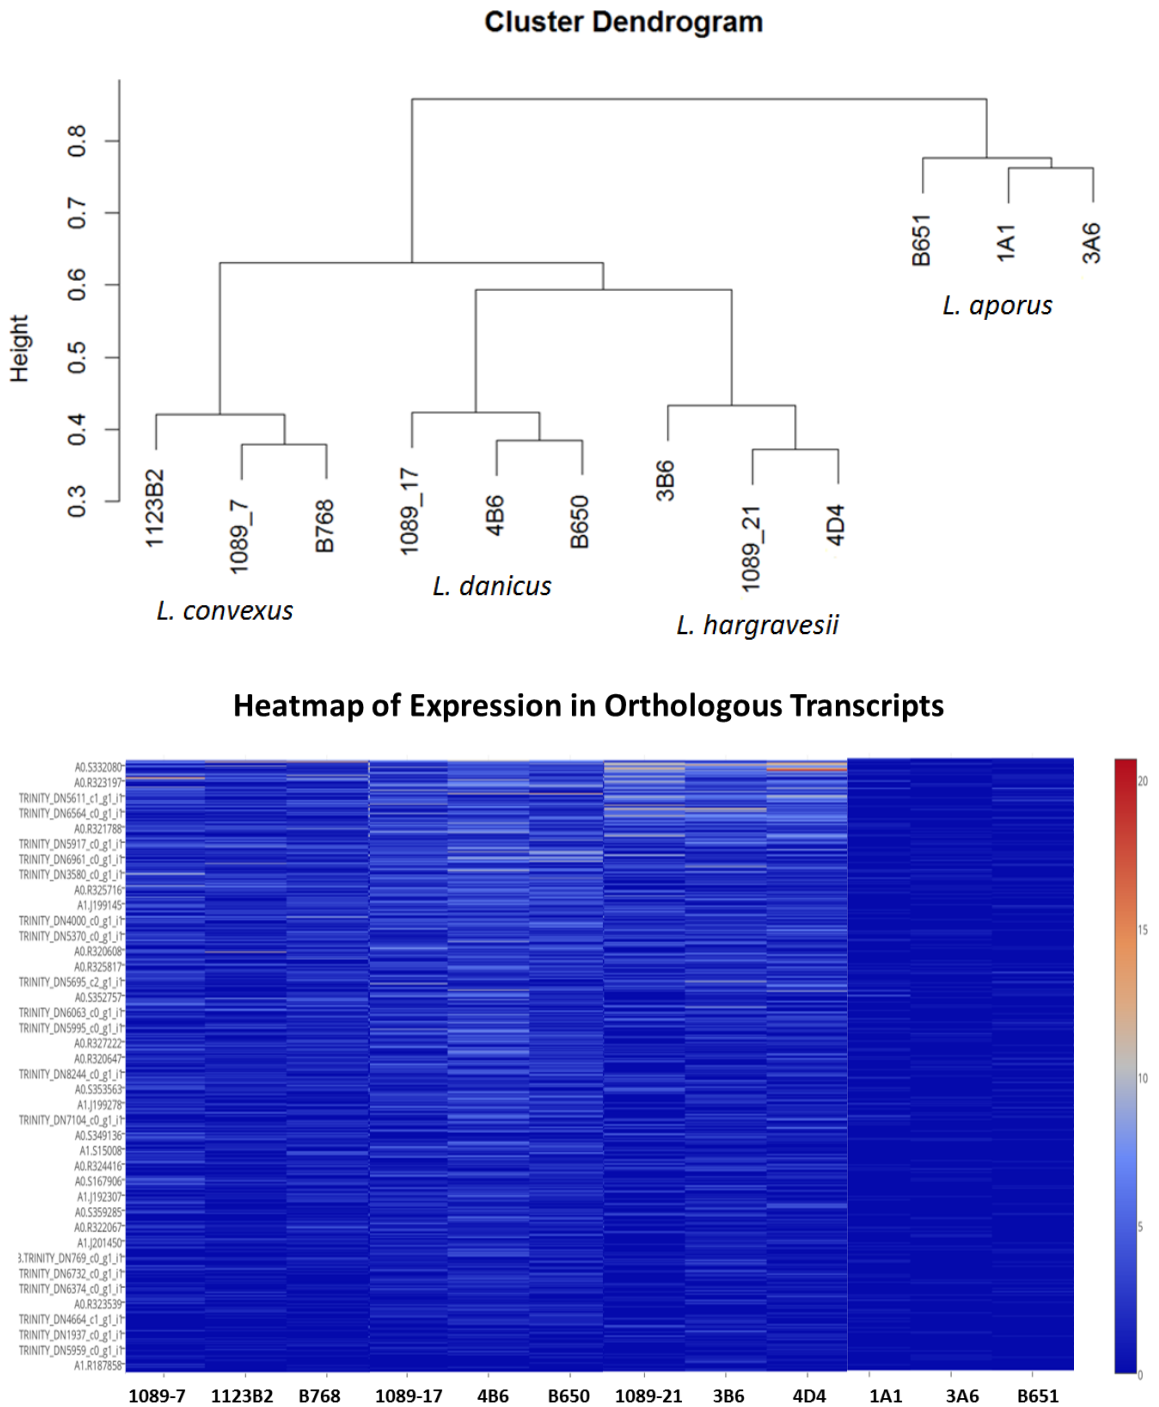 Cluster Dendrogram
Height
0.8
0.7
0.6
0.5
0.4
0.3
B651
1A1
3A6
L. aporus
1123B2
1089_7
B768
1089_17
4B6
B650
3B6
1089_21
4D4
L. convexus
L. danicus
L. hargravesii
Heatmap of Expression in Orthologous Transcripts
A0.S332080
A0.R323197
TRINITY_DN5611_c1_g1_i1
TRINITY_DN6564_c0_g1_i1
A0.R321788
TRINITY_DN5917_c0_g1_i1
TRINITY_DN6961_c0_g1_i1
TRINITY_DN3580_c0_g1_i1
A0.R325716
A1.J199145
TRINITY_DN4000_c0_g1_i1
TRINITY_DN5370_c0_g1_i1
A0.R320608
A0.R325817
TRINITY_DN5695_c2_g1_i1
A0.S352757
TRINITY_DN6063_c0_g1_i1
TRINITY_DN5995_c0_g1_i1
A0.R327222
A0.R320647
TRINITY_DN8244_c0_g1_i1
A0.S353563
A1.J199278
TRINITY_DN7104_c0_g1_i1
A0.S349136
A1.S15008
A0.R324416
A0.S167906
A1.J192307
A0.S359285
A0.R322067
A1.J201450
3.TRINITY_DN769_c0_g1_i1
TRINITY_DN6732_c0_g1_i1
TRINITY_DN6374_c0_g1_i1
A0.R323539
TRINITY_DN4664_c1_g1_i1
TRINITY_DN1937_c0_g1_i1
TRINITY_DN5959_c0_g1_i1
A1.R187858
20
15
10
5
0
1089-7 1123B2 B768 1089-17 4B6 B650 1089-21 3B6 4D4 1A1 3A6 B651